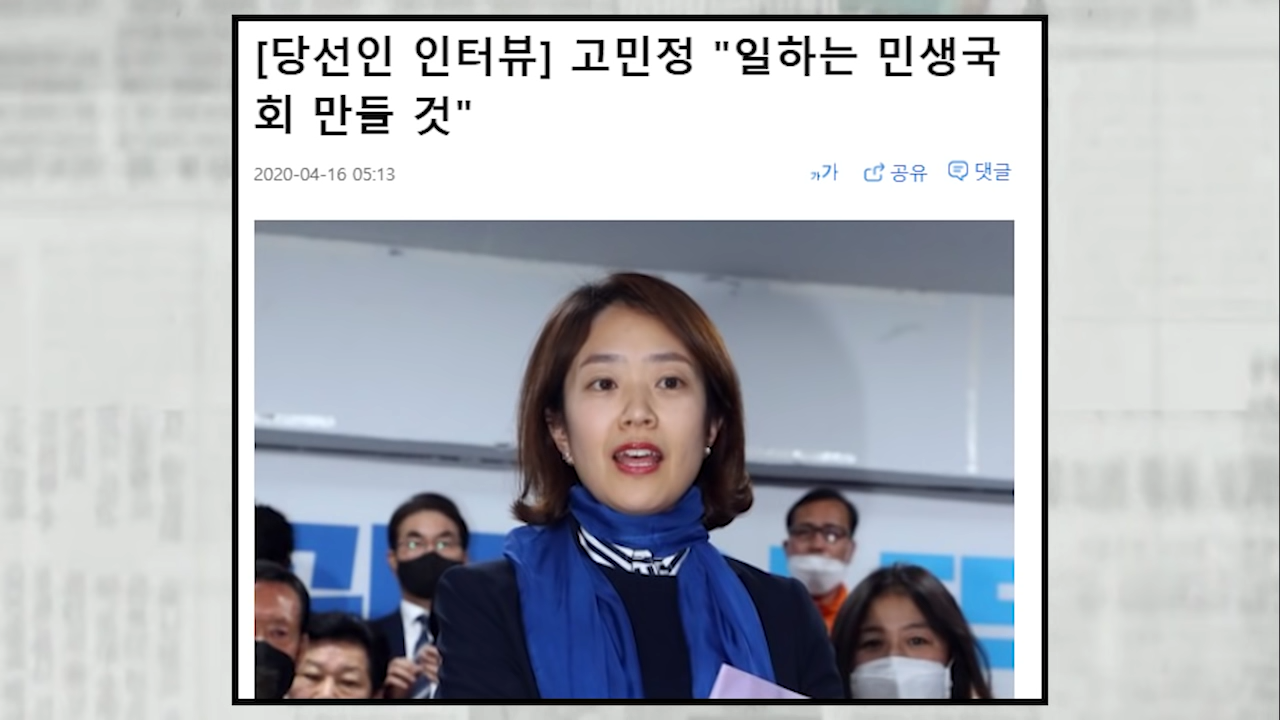 [당선인 인터뷰] 고민정 "일하는 민생국
회 만들 것"
2020-04-16 05:13
가가 공유 댓글